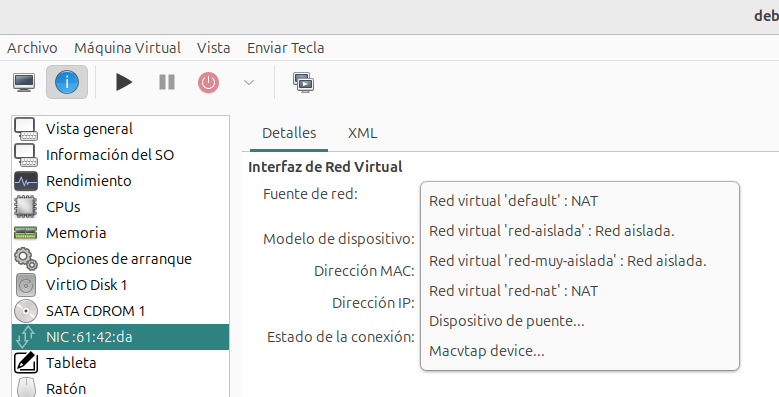 deb
Archivo Máquina Virtual Vista Enviar Tecla
Vista general
Información del SO
Rendimiento
CPUs
Memoria
Opciones de arranque
VirtIO Disk 1
SATA CDROM 1
NIC :61:42:da
Tableta
Ratón
Detalles XML
Interfaz de Red Virtual
Fuente de red:
Modelo de dispositivo:
Dirección MAC:
Dirección IP:
Estado de la conexión:
Red virtual 'default' : NAT
Red virtual 'red-aislada' : Red aislada.
Red virtual 'red-muy-aislada' : Red aislada.
Red virtual 'red-nat' : NAT
Dispositivo de puente...
Macvtap device...